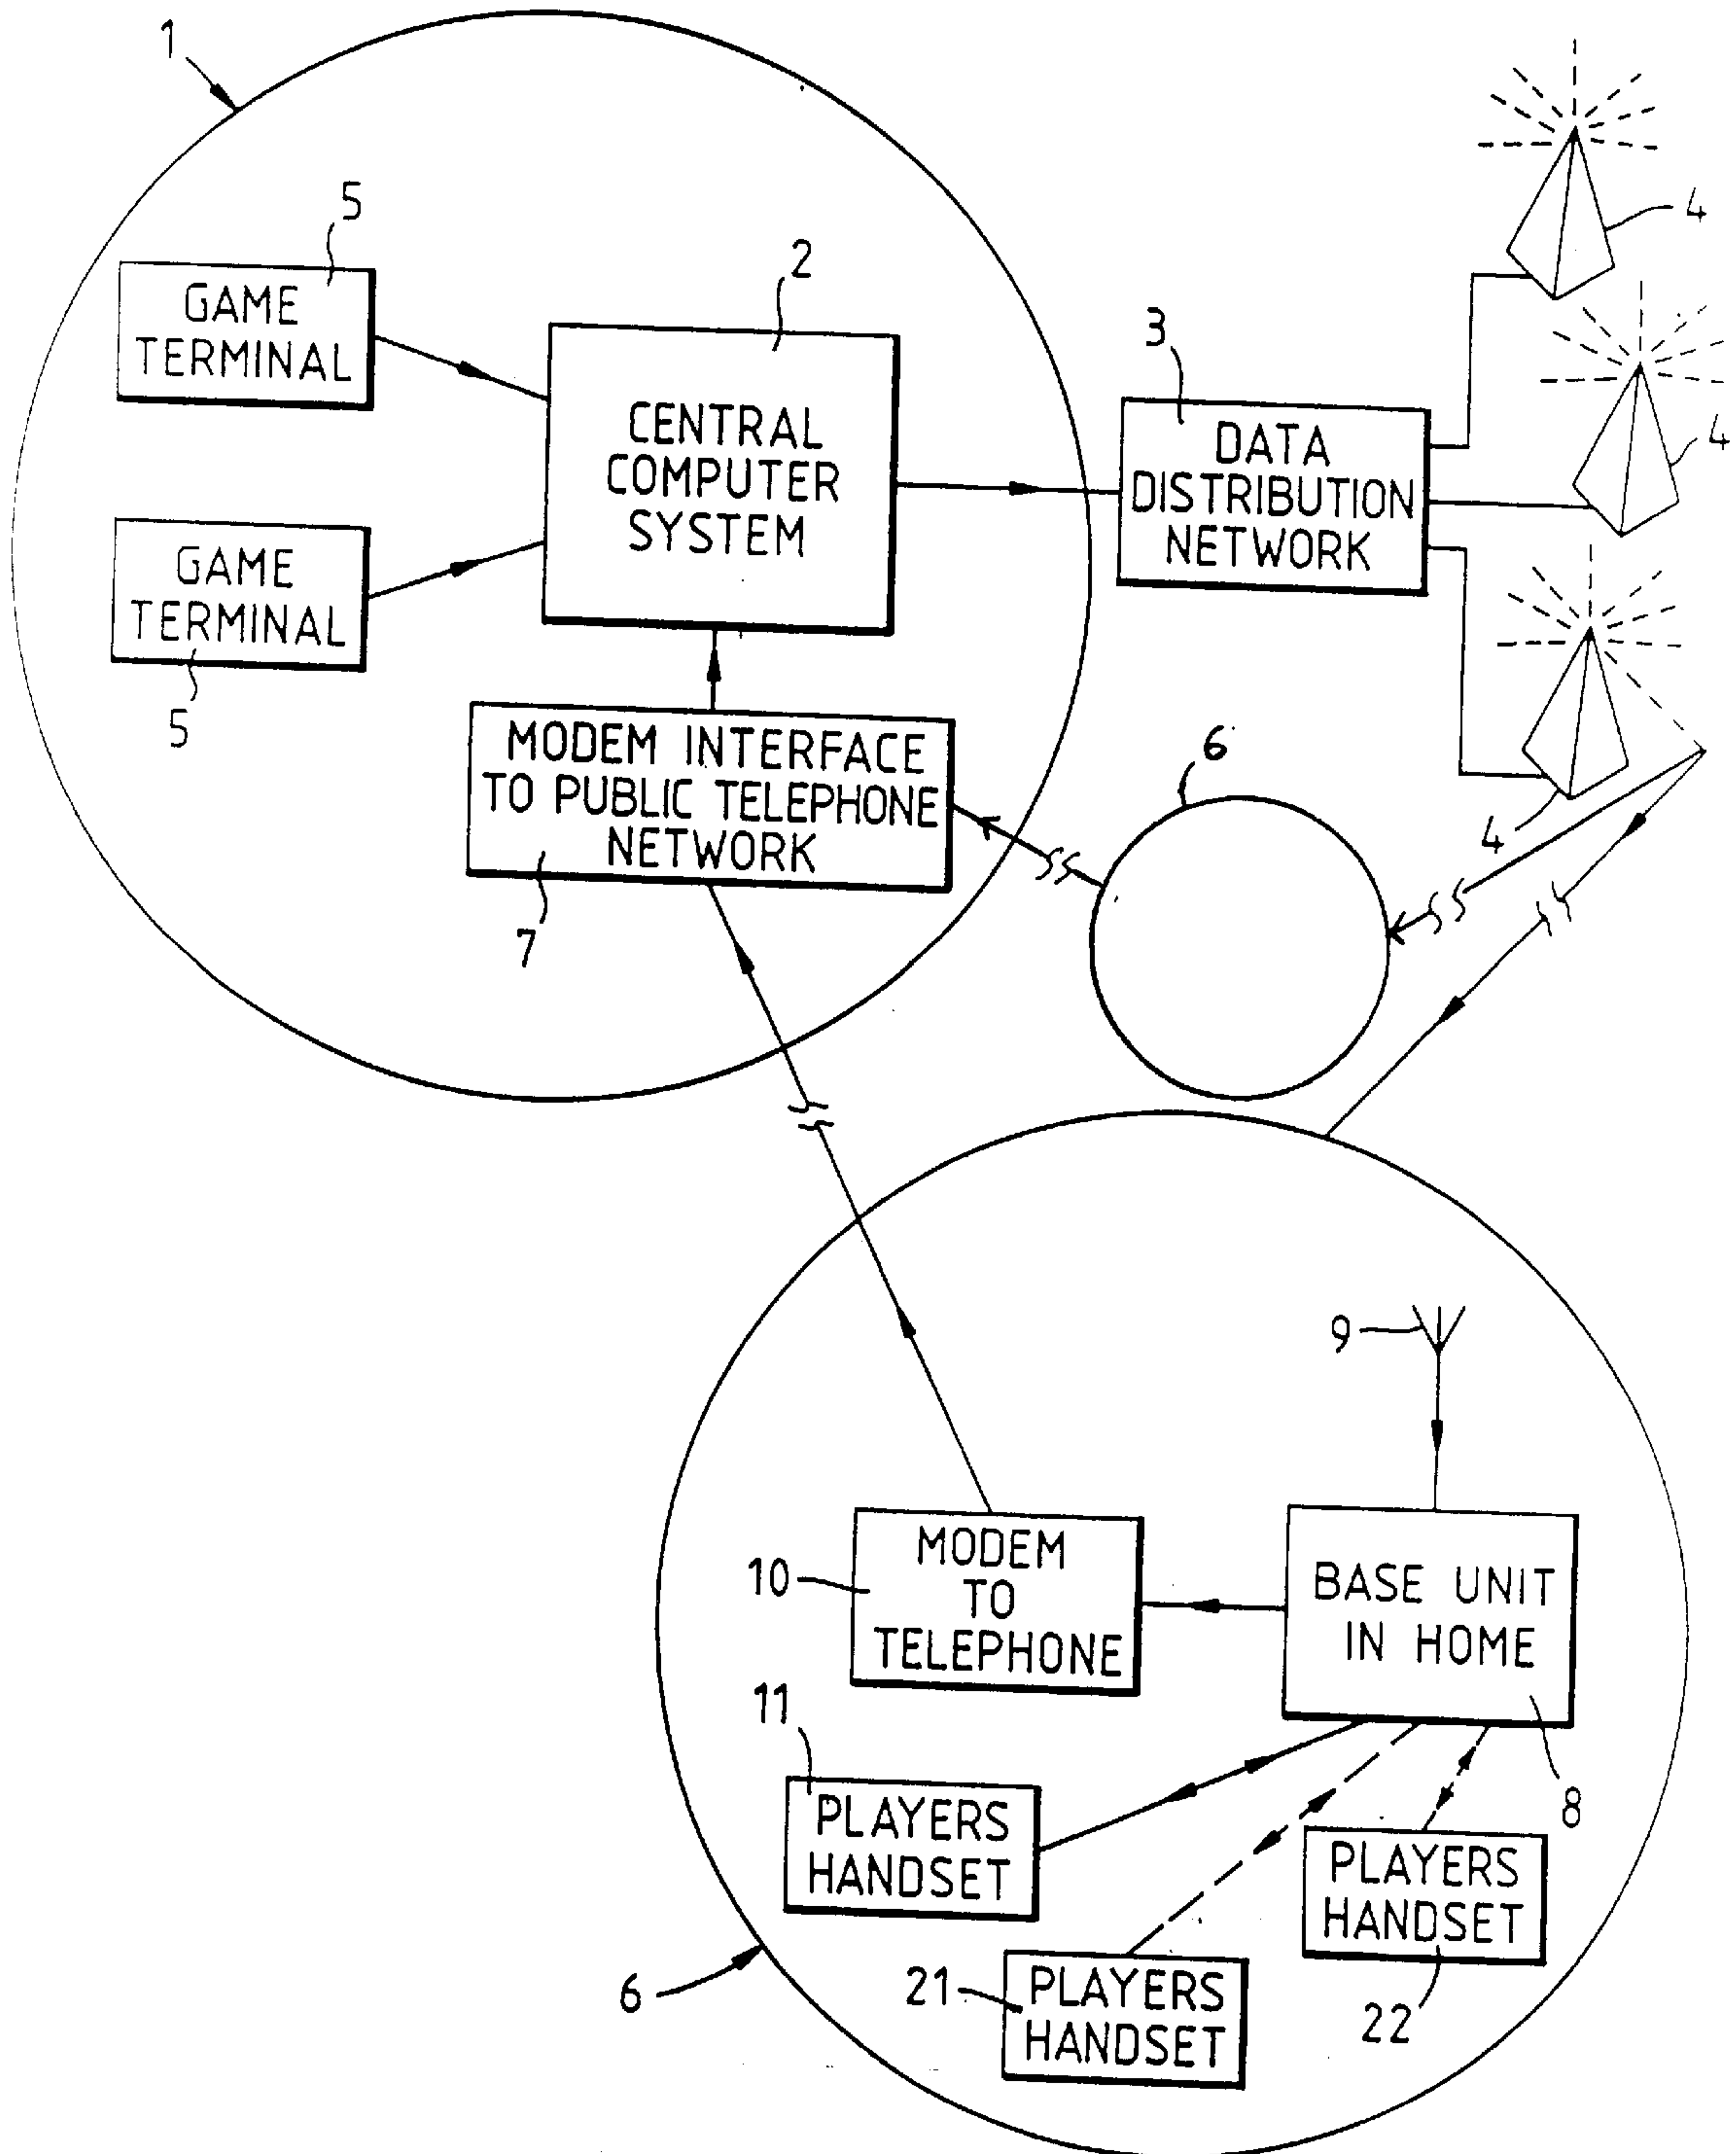 1
5
GAME
TERMINAL
2
CENTRAL
COMPUTER
SYSTEM
3
DATA
DISTRIBUTION
NETWORK
4
4
4
GAME
TERMINAL
5
MODEM INTERFACE
TO PUBLIC TELEPHONE
NETWORK
7
6
9
10
MODEM
TO
TELEPHONE
BASE UNIT
IN HOME
8
11
PLAYERS
HANDSET
PLAYERS
HANDSET
22
21
PLAYERS
HANDSET
6